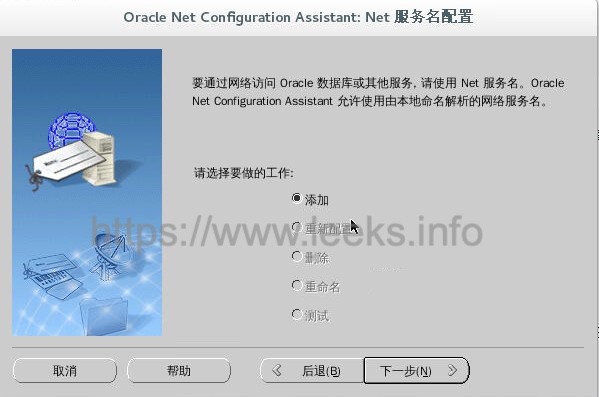 Oracle Net Configuration Assistant: Net 服务名配置
要通过网络访问 Oracle 数据库或其他服务, 请使用 Net 服务名。Oracle
Net Configuration Assistant 允许使用由本地命名解析的网络服务名。
请选择要做的工作:
添加
重新配置
https://www.leeks.info
删除
重命名
测试
取消
帮助
后退(B)
下一步(N)